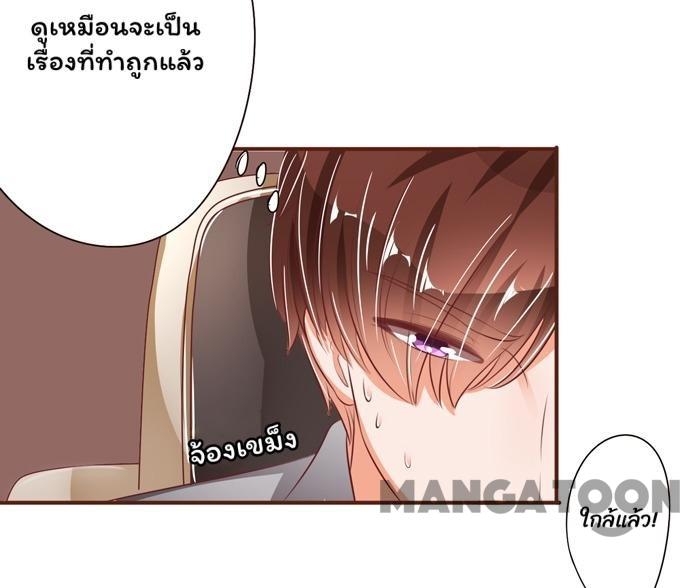 ดูเหมือนจะเป็น
เรื่องที่ทำถูกแล้ว
จ้องเขม็ง
MANGATOON
ใกล้แล้ว!